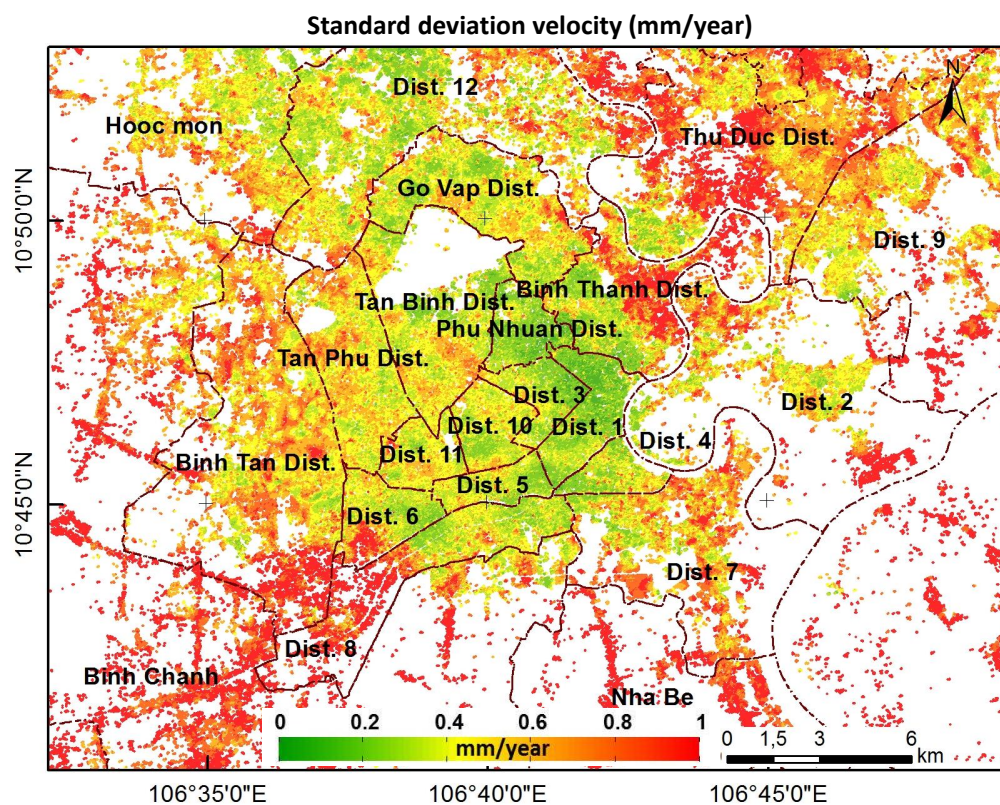 Standard deviation velocity (mm/year)
N
Dist. 12
Hooc mon
Thu Duc Dist.
Go Vap Dist.
10°50'0"N
Dist. 9
Binh Thanh Dist.
Tan Binh Dist.
Phu Nhuan Dist.
Tan Phu Dist.
Dist. 3
Dist. 2
Dist. 10
Dist. 1
Dist. 4
Dist. 11
Binh Tan Dist.
10°45'0"N
Dist. 5
Dist. 6
Dist. 7
Dist. 8
Binh Chanh
Nha Be
0 0.2 0.4 0.6 0.8 1
mm/year
0 1,5 3 6
km
106°35'0"E 106°40'0"E 106°45'0"E